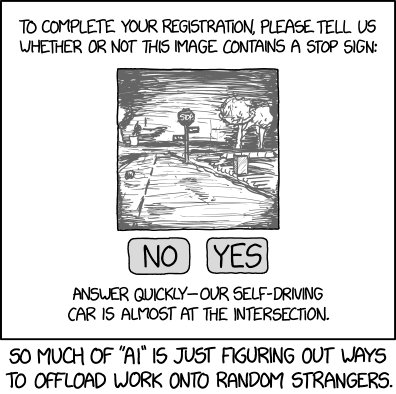 TO COMPLETE YOUR REGISTRATION, PLEASE TELL US
WHETHER OR NOT THIS IMAGE CONTAINS A STOP SIGN:
STOP
NO YES
ANSWER QUICKLY—OUR SELF-DRIVING
CAR IS ALMOST AT THE INTERSECTION.
SO MUCH OF "AI" IS JUST FIGURING OUT WAYS
TO OFFLOAD WORK ONTO RANDOM STRANGERS.